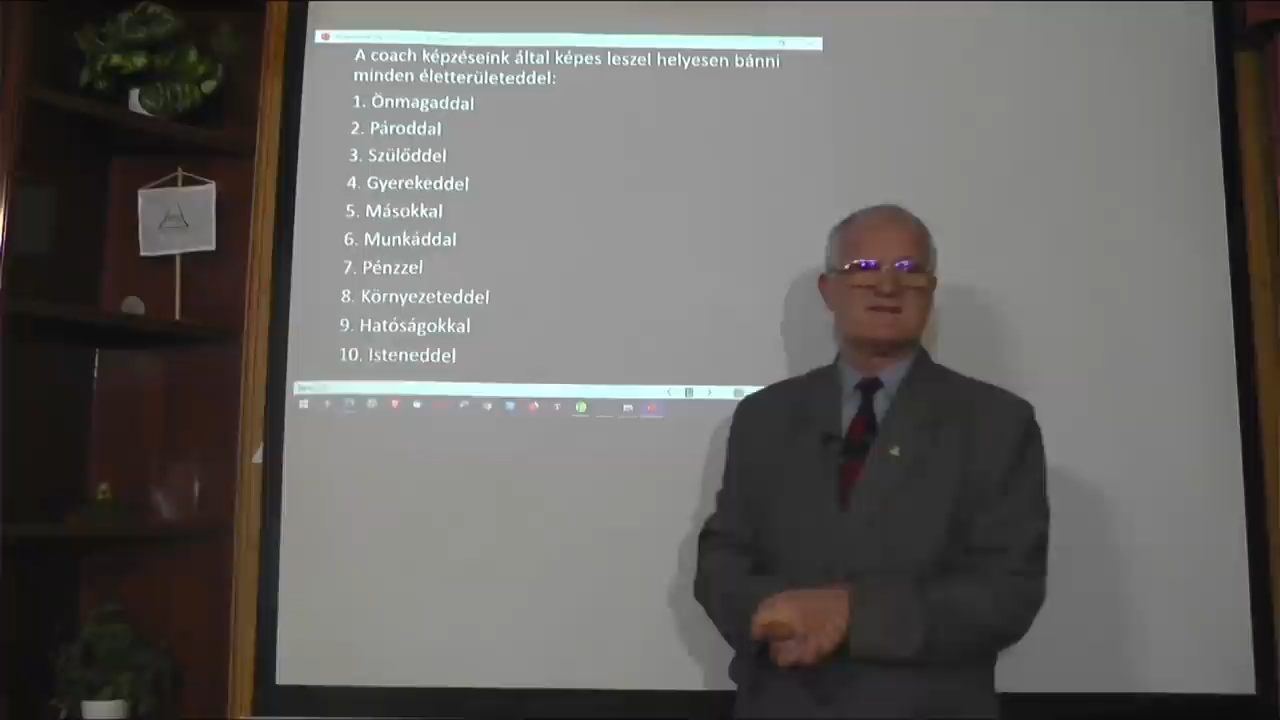 A coach képzéseink által képes leszel helyesen bánni
minden életterületeddel:
1. Önmagaddal
2. Pároddal
3. Szülőddel
4. Gyerekeddel
5. Másokkal
6. Munkáddal
7. Pénzzel
8. Környezeteddel
9. Hatóságokkal
10. Isteneddel